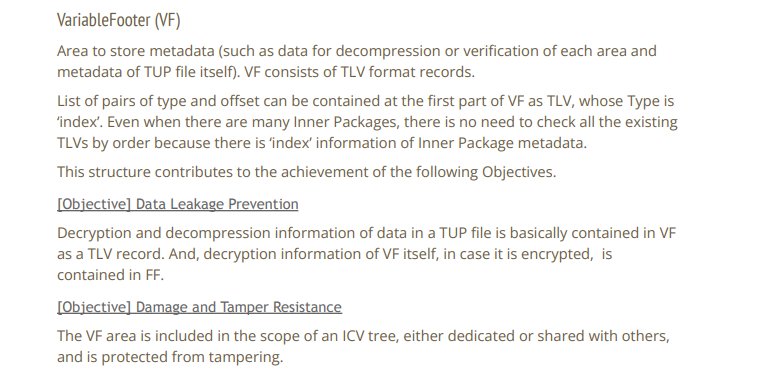 VariableFooter (VF)
Area to store metadata (such as data for decompression or verification of each area and
metadata of TUP file itself). VF consists of TLV format records.
List of pairs of type and offset can be contained at the first part of VF as TLV, whose Type is
‘index’. Even when there are many Inner Packages, there is no need to check all the existing
TLVs by order because there is ‘index’ information of Inner Package metadata.
This structure contributes to the achievement of the following Objectives.
[Objective] Data Leakage Prevention
Decryption and decompression information of data in a TUP file is basically contained in VF
as a TLV record. And, decryption information of VF itself, in case it is encrypted,  is
contained in FF.
[Objective] Damage and Tamper Resistance
The VF area is included in the scope of an ICV tree, either dedicated or shared with others,
and is protected from tampering.